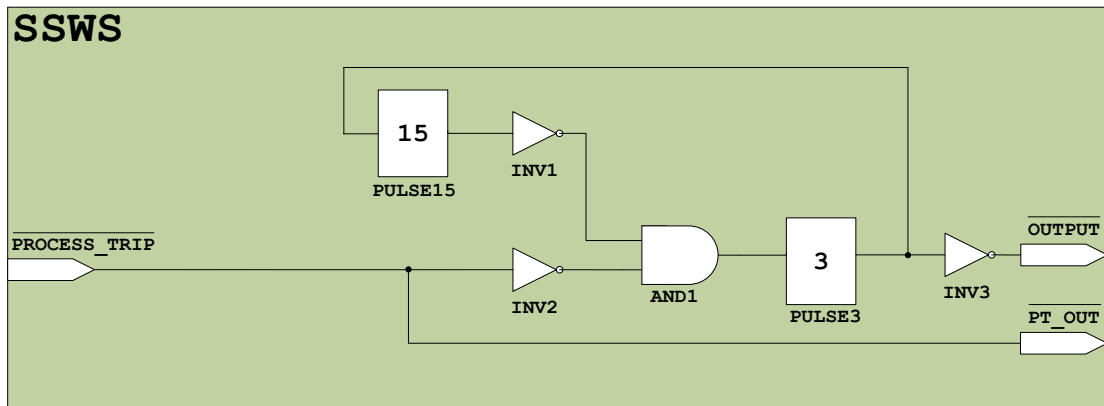 SSWS
15
PULSE15
INV1
PROCESS_TRIP
INV2
AND1
3
PULSE3
INV3
OUTPUT
PT_OUT